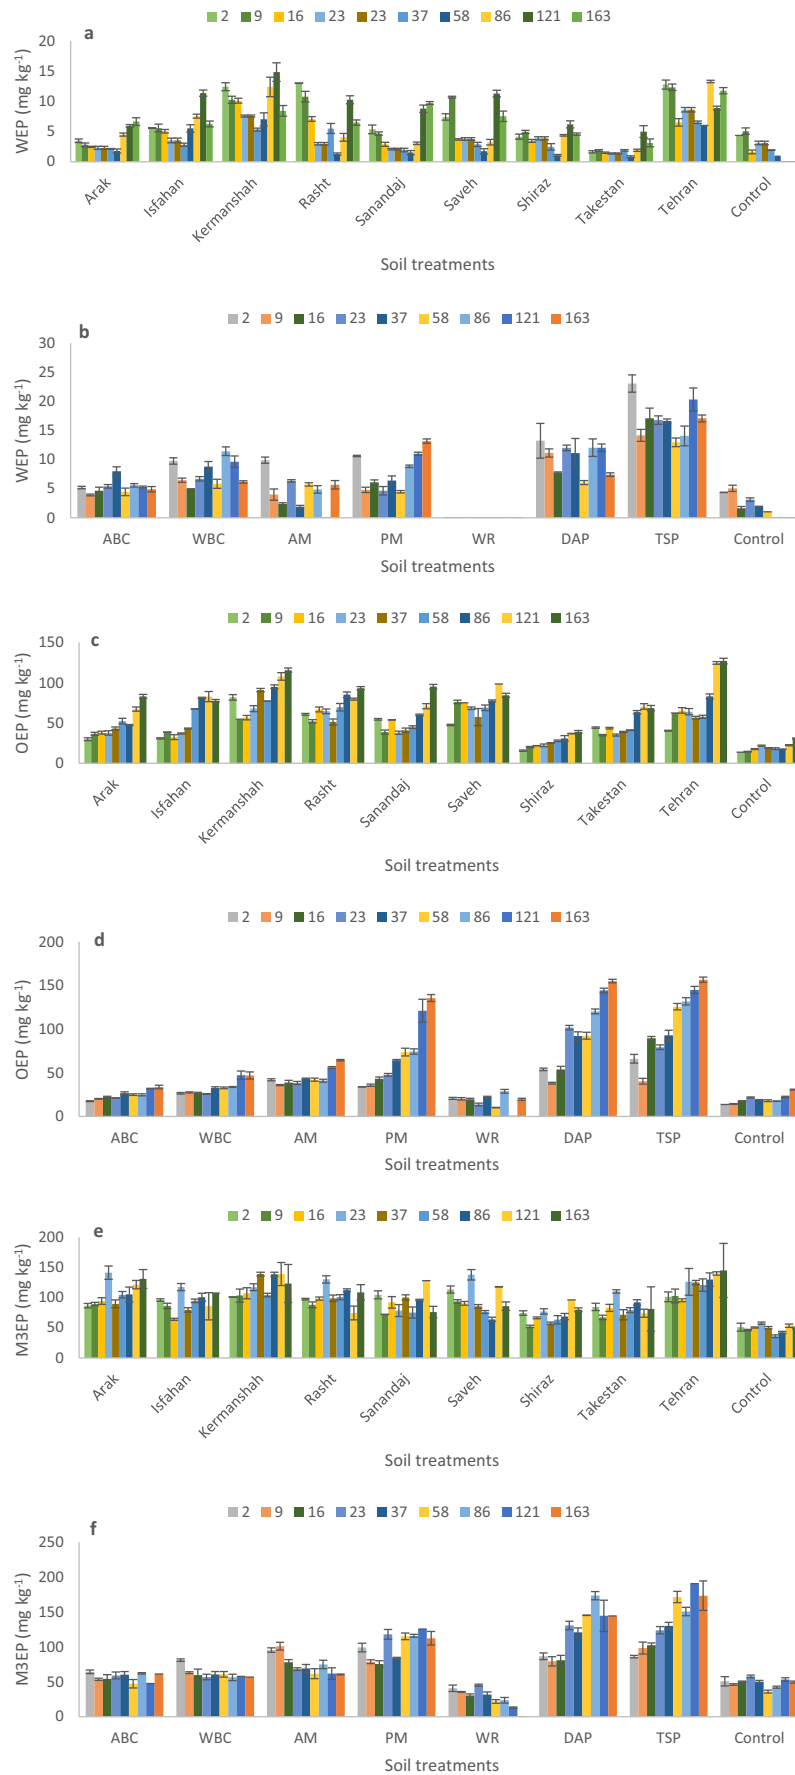 2 9 16 23 23 37 58 86 121 163
a
20
15
10
5
0
WEP (mg kg⁻¹)
Arak Isfahan Kermanshah Rasht Sanandaj Saveh Shiraz Takestan Tehran Control
Soil treatments
2 9 16 23 37 58 86 121 163
b
30
25
20
15
10
5
0
WEP (mg kg⁻¹)
ABC WBC AM PM WR DAP TSP Control
Soil treatments
2 9 16 23 37 58 86 121 163
c
150
100
50
0
OEP (mg kg⁻¹)
Arak Isfahan Kermanshah Rasht Sanandaj Saveh Shiraz Takestan Tehran Control
Soil treatments
2 9 16 23 37 58 86 121 163
d
200
150
100
50
0
OEP (mg kg⁻¹)
ABC WBC AM PM WR DAP TSP Control
Soil treatments
2 9 16 23 37 58 86 121 163
e
200
150
100
50
0
M3EP (mg kg⁻¹)
Arak Isfahan Kermanshah Rasht Sanandaj Saveh Shiraz Takestan Tehran Control
Soil treatments
2 9 16 23 37 58 86 121 163
f
250
200
150
100
50
0
M3EP (mg kg⁻¹)
ABC WBC AM PM WR DAP TSP Control
Soil treatments